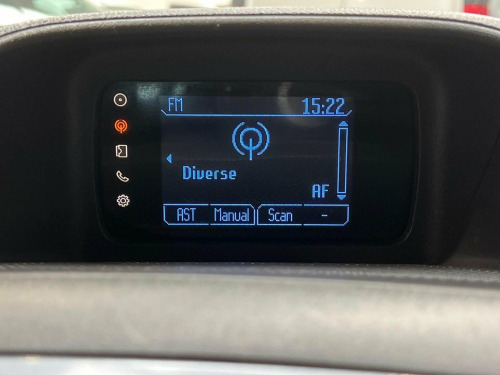 FM 15:22
Diverse
AF
AST Manual Scan -